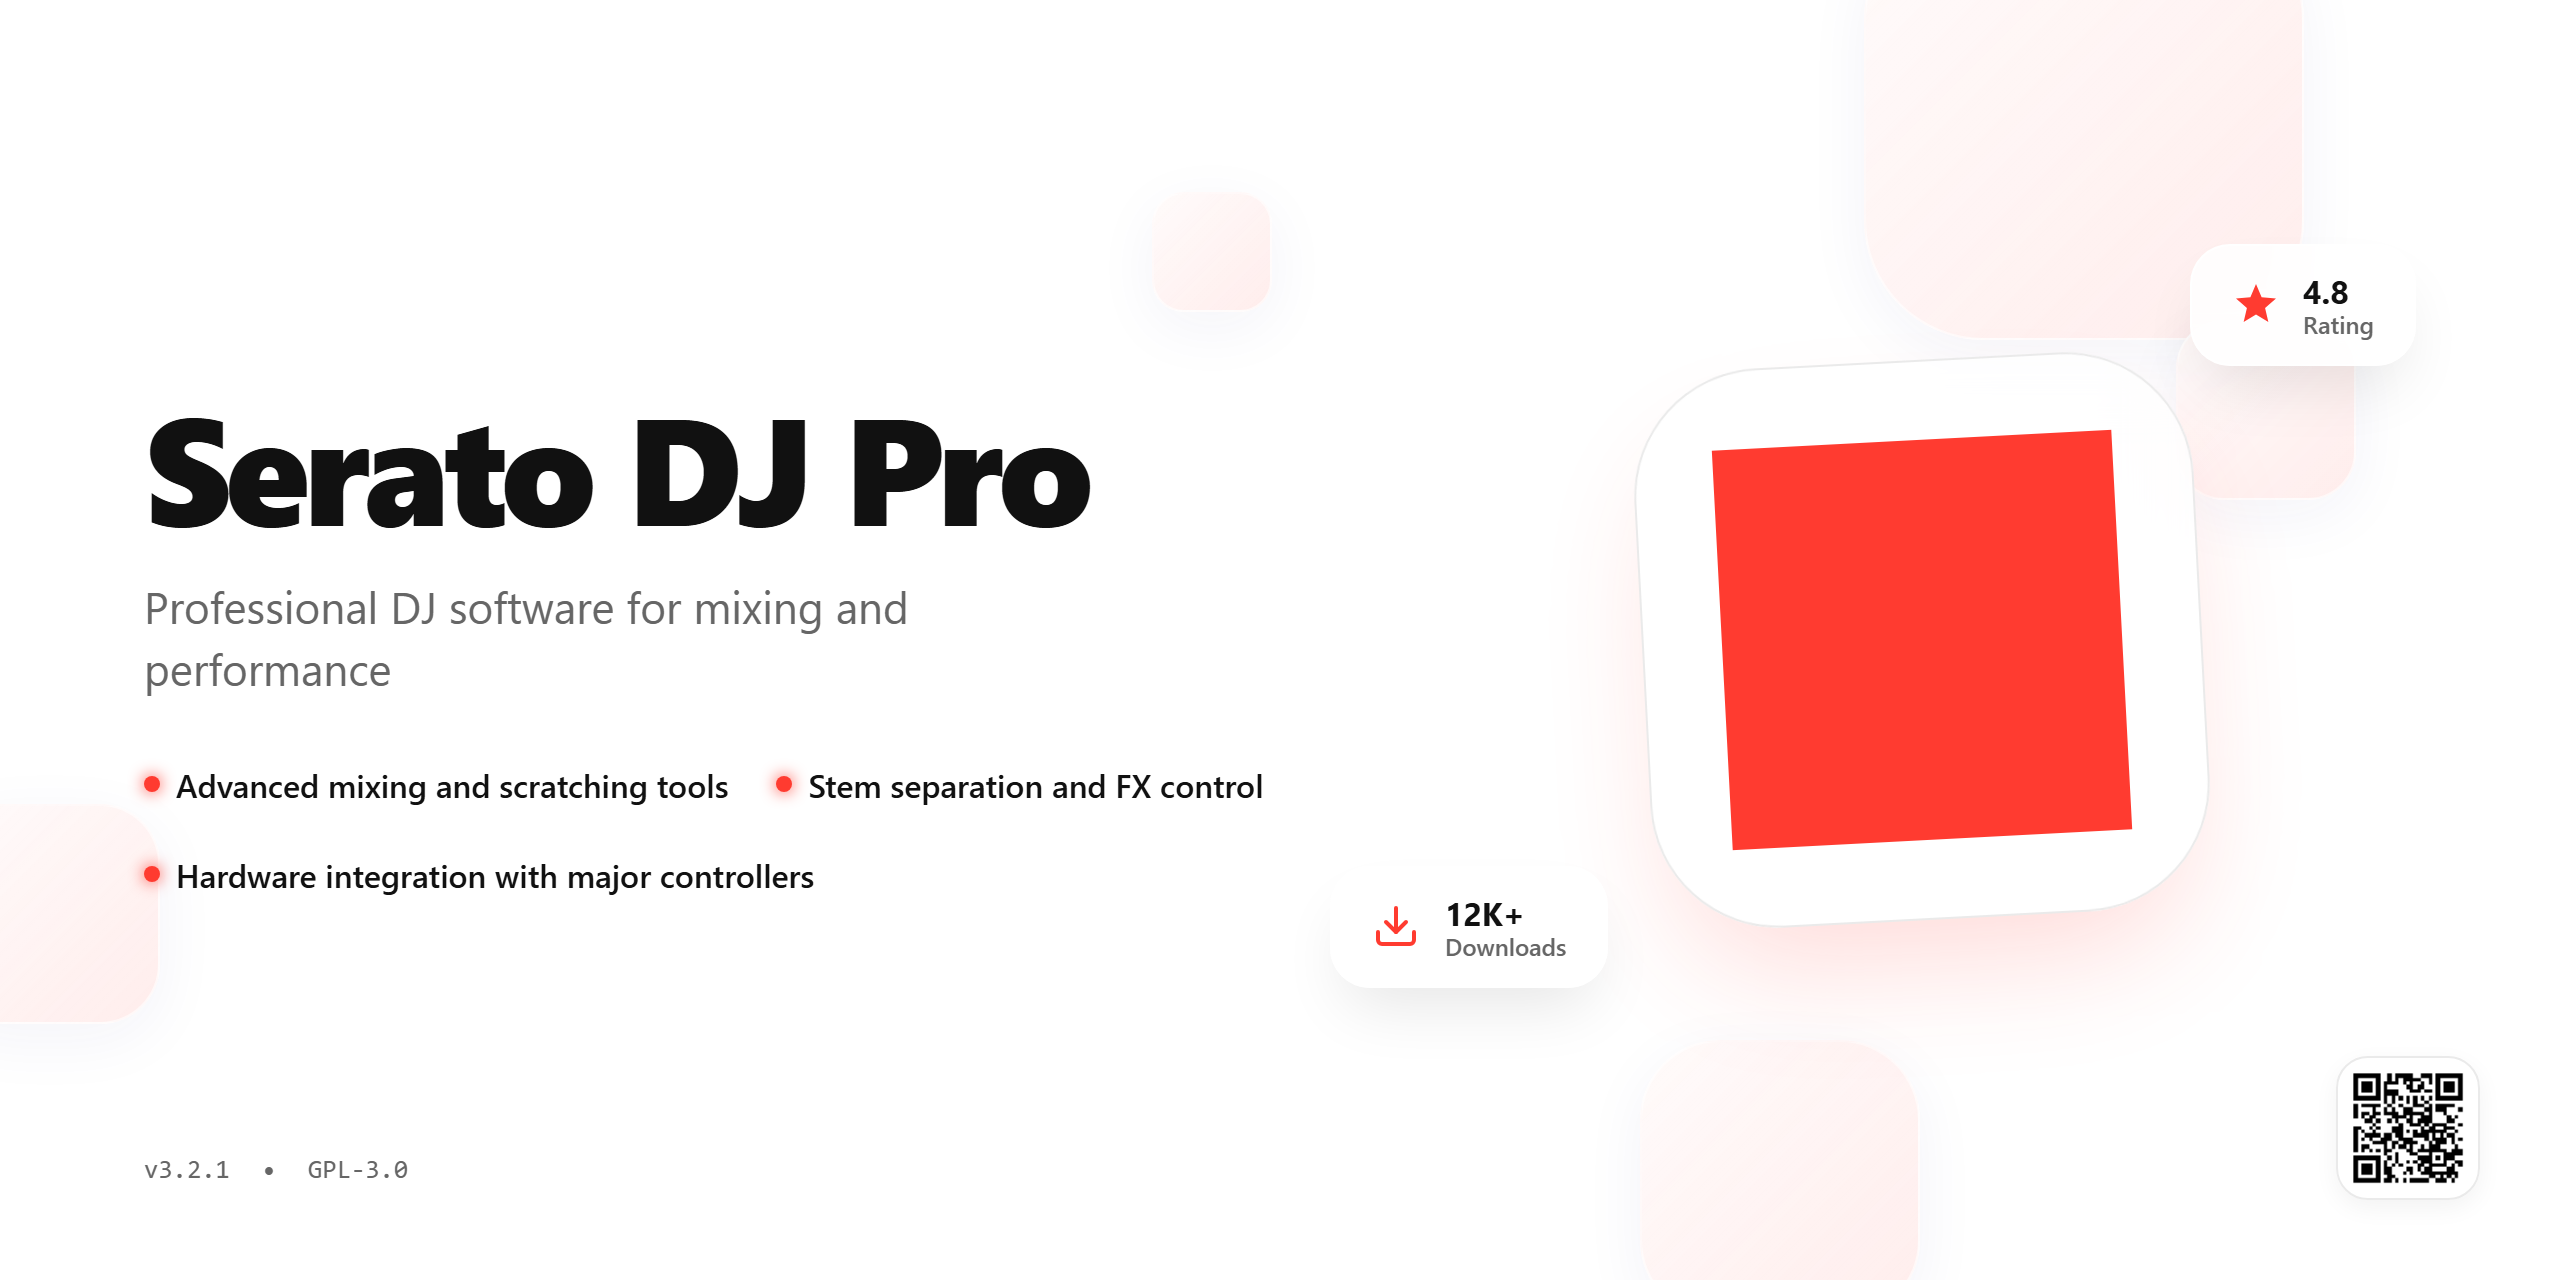 Serato DJ Pro
Professional DJ software for mixing and
performance
Advanced mixing and scratching tools
Stem separation and FX control
Hardware integration with major controllers
4.8
Rating
12K+
Downloads
v3.2.1 • GPL-3.0